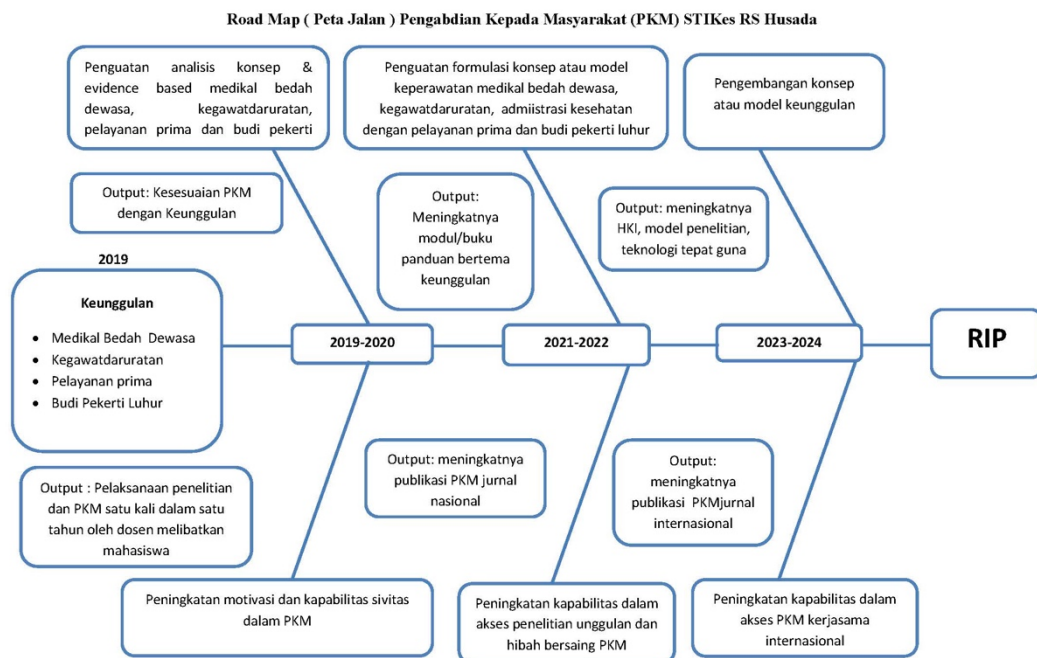 Road Map ( Peta Jalan ) Pengabdian Kepada Masyarakat (PKM) STIKes RS Husada
Penguatan analisis konsep &
evidence based medikal bedah
dewasa, kegawatdaruratan,
pelayanan prima dan budi pekerti
Penguatan formulasi konsep atau model
keperawatan medikal bedah dewasa,
kegawatdaruratan, admiistrasi kesehatan
dengan pelayanan prima dan budi pekerti luhur
Pengembangan konsep
atau model keunggulan
Output: Kesesuaian PKM
dengan Keunggulan
Output:
Meningkatnya
modul/buku
panduan bertema
keunggulan
Output: meningkatnya
HKI, model penelitian,
teknologi tepat guna
2019
Keunggulan
• Medikal Bedah Dewasa
• Kegawatdaruratan
• Pelayanan prima
• Budi Pekerti Luhur
2019-2020
2021-2022
2023-2024
RIP
Output : Pelaksanaan penelitian
dan PKM satu kali dalam satu
tahun oleh dosen melibatkan
mahasiswa
Output: meningkatnya
publikasi PKM jurnal
nasional
Output:
meningkatnya
publikasi PKMjurnal
internasional
Peningkatan motivasi dan kapabilitas sivitas
dalam PKM
Peningkatan kapabilitas dalam
akses penelitian unggulan dan
hibah bersaing PKM
Peningkatan kapabilitas dalam
akses PKM kerjasama
internasional